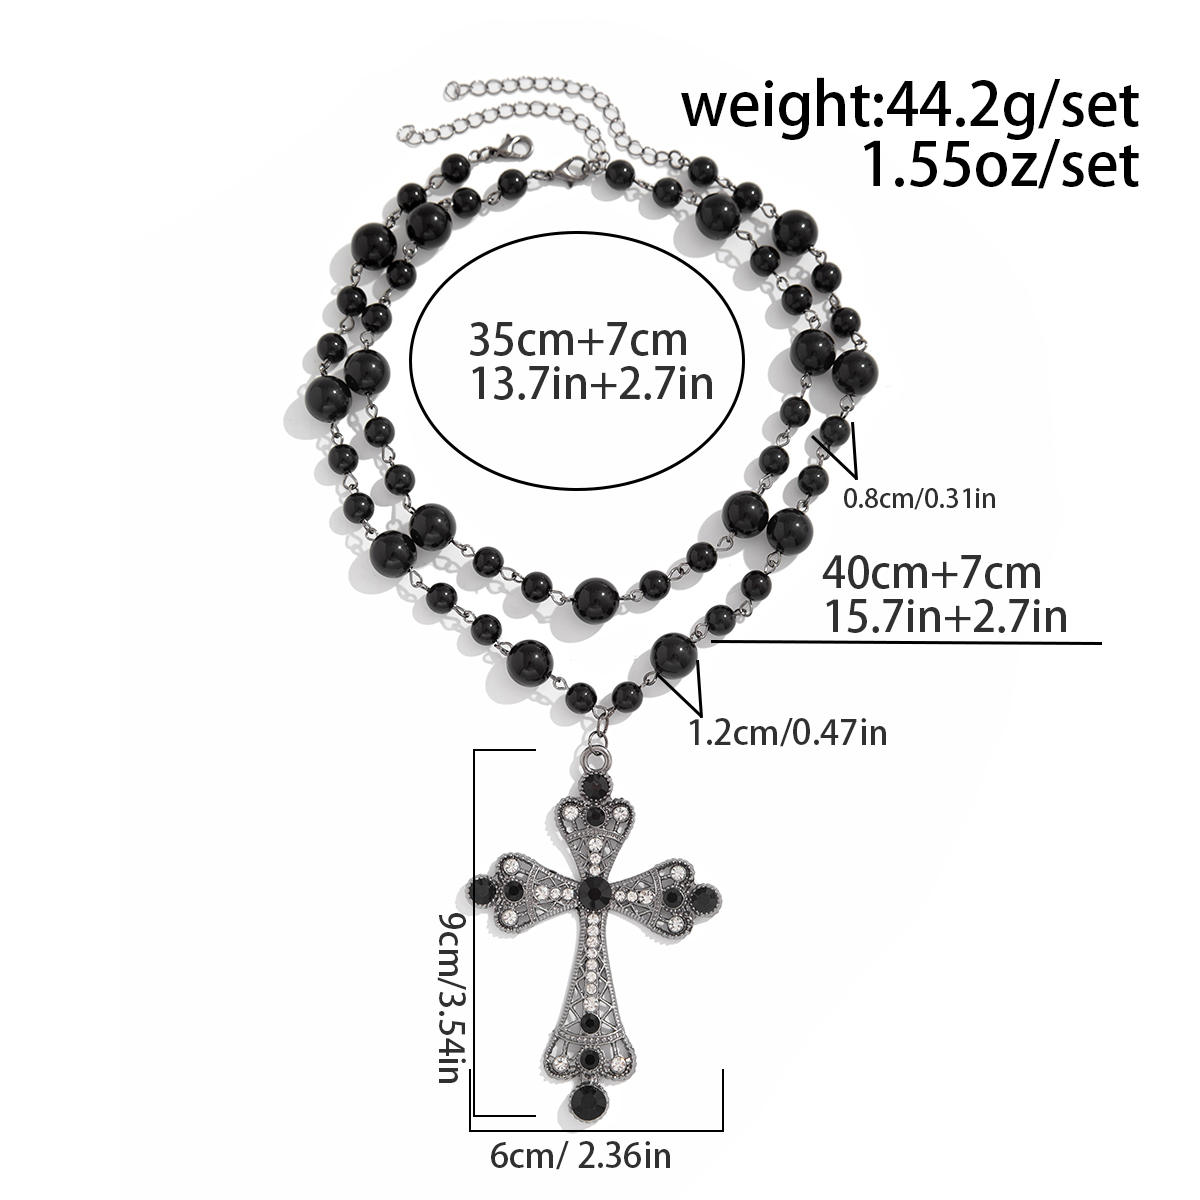 weight:44.2g/set
1.55oz/set
35cm+7cm
13.7in+2.7in
0.8cm/0.31in
40cm+7cm
15.7in+2.7in
1.2cm/0.47in
9cm/3.54in
6cm/ 2.36in